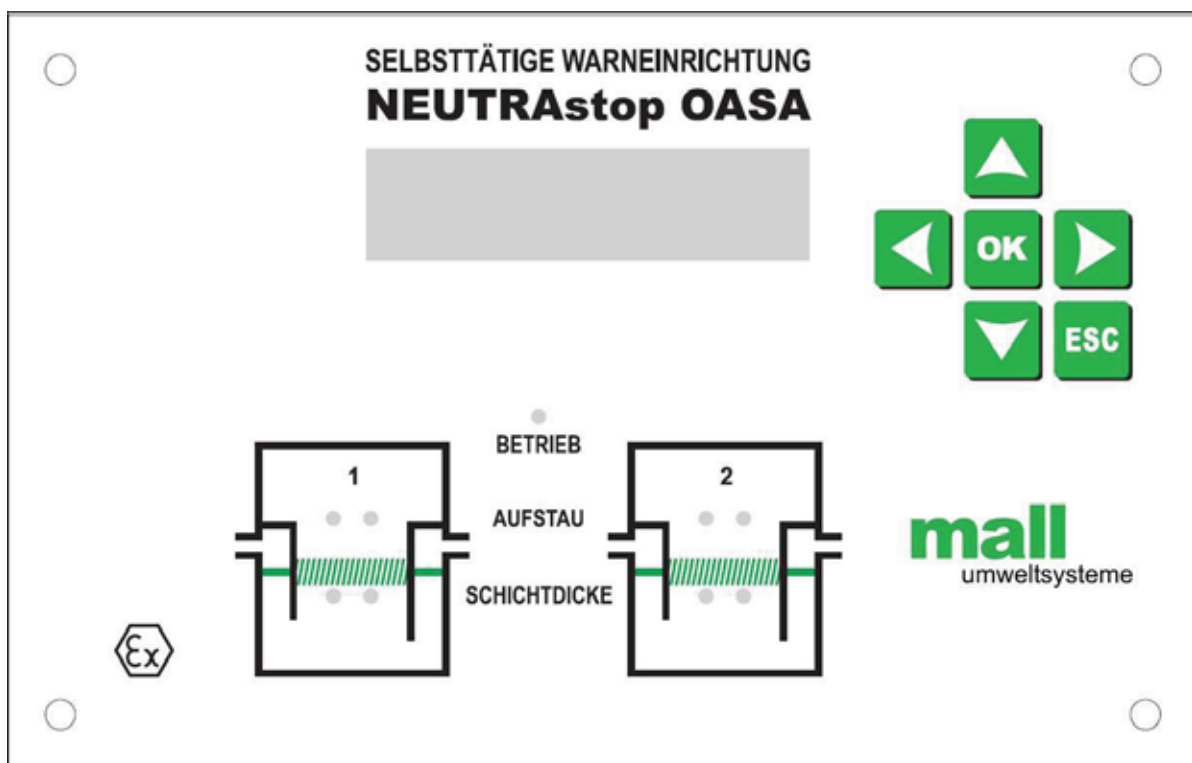 SELBSTTÄTIGE WARNEINRICHTUNG
NEUTRAstop OASA
OK
ESC
BETRIEB
1
2
AUFSTAU
SCHICHTDICKE
mall
umweltsysteme
Ex